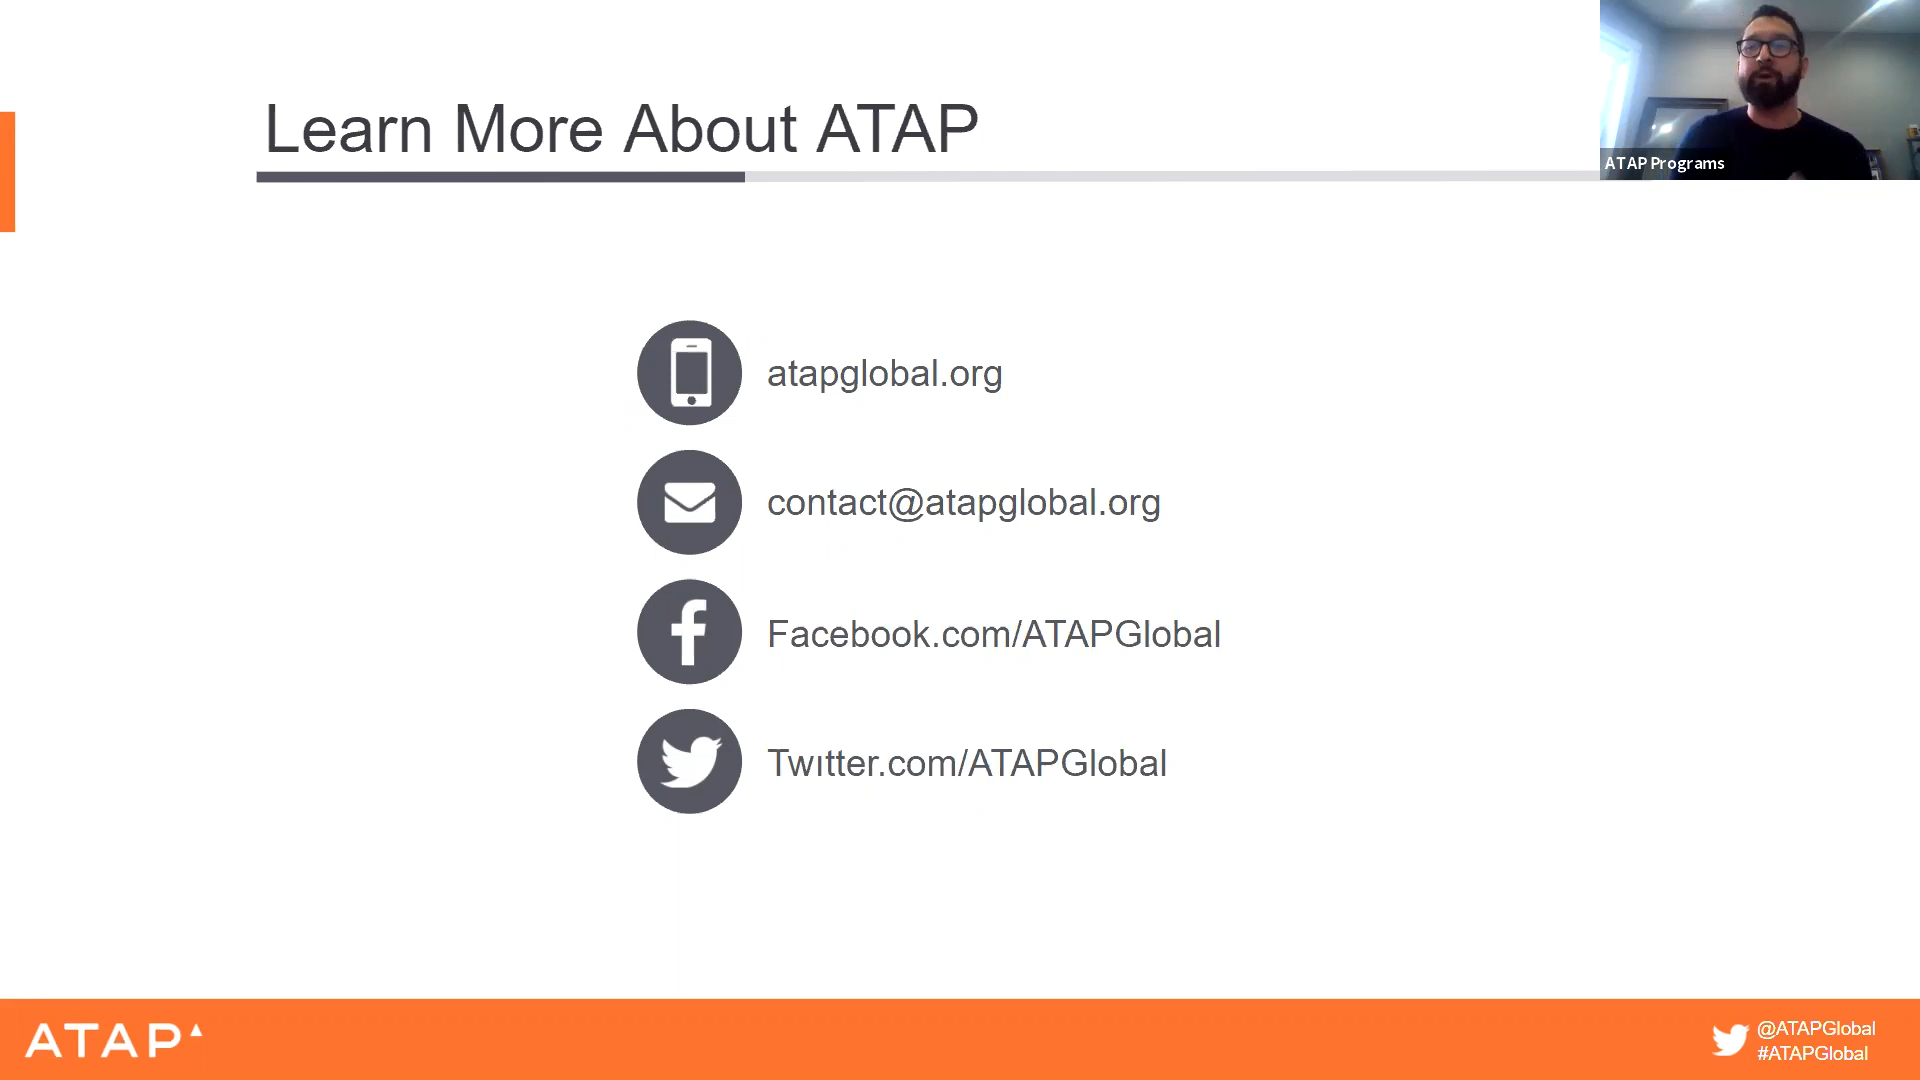 Learn More About ATAP
ATAP Programs
atapglobal.org
contact@atapglobal.org
Facebook.com/ATAPGlobal
Twitter.com/ATAPGlobal
ATAP
@ATAPGlobal
#ATAPGlobal